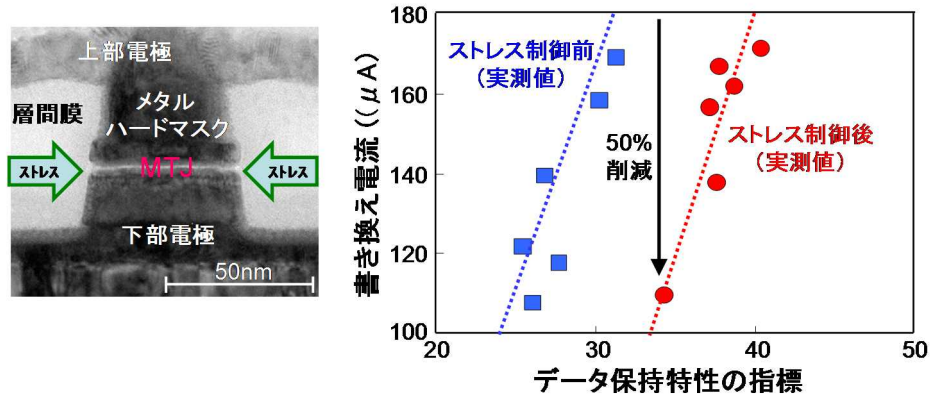 上部電極
層間膜
メタル
ハードマスク
ストレス
MTJ
ストレス
下部電極
50nm
書き換え電流((μA)
180
160
140
120
100
ストレス制御前
(実測値)
50%
削減
ストレス制御後
(実測値)
20
30
40
50
データ保持特性の指標